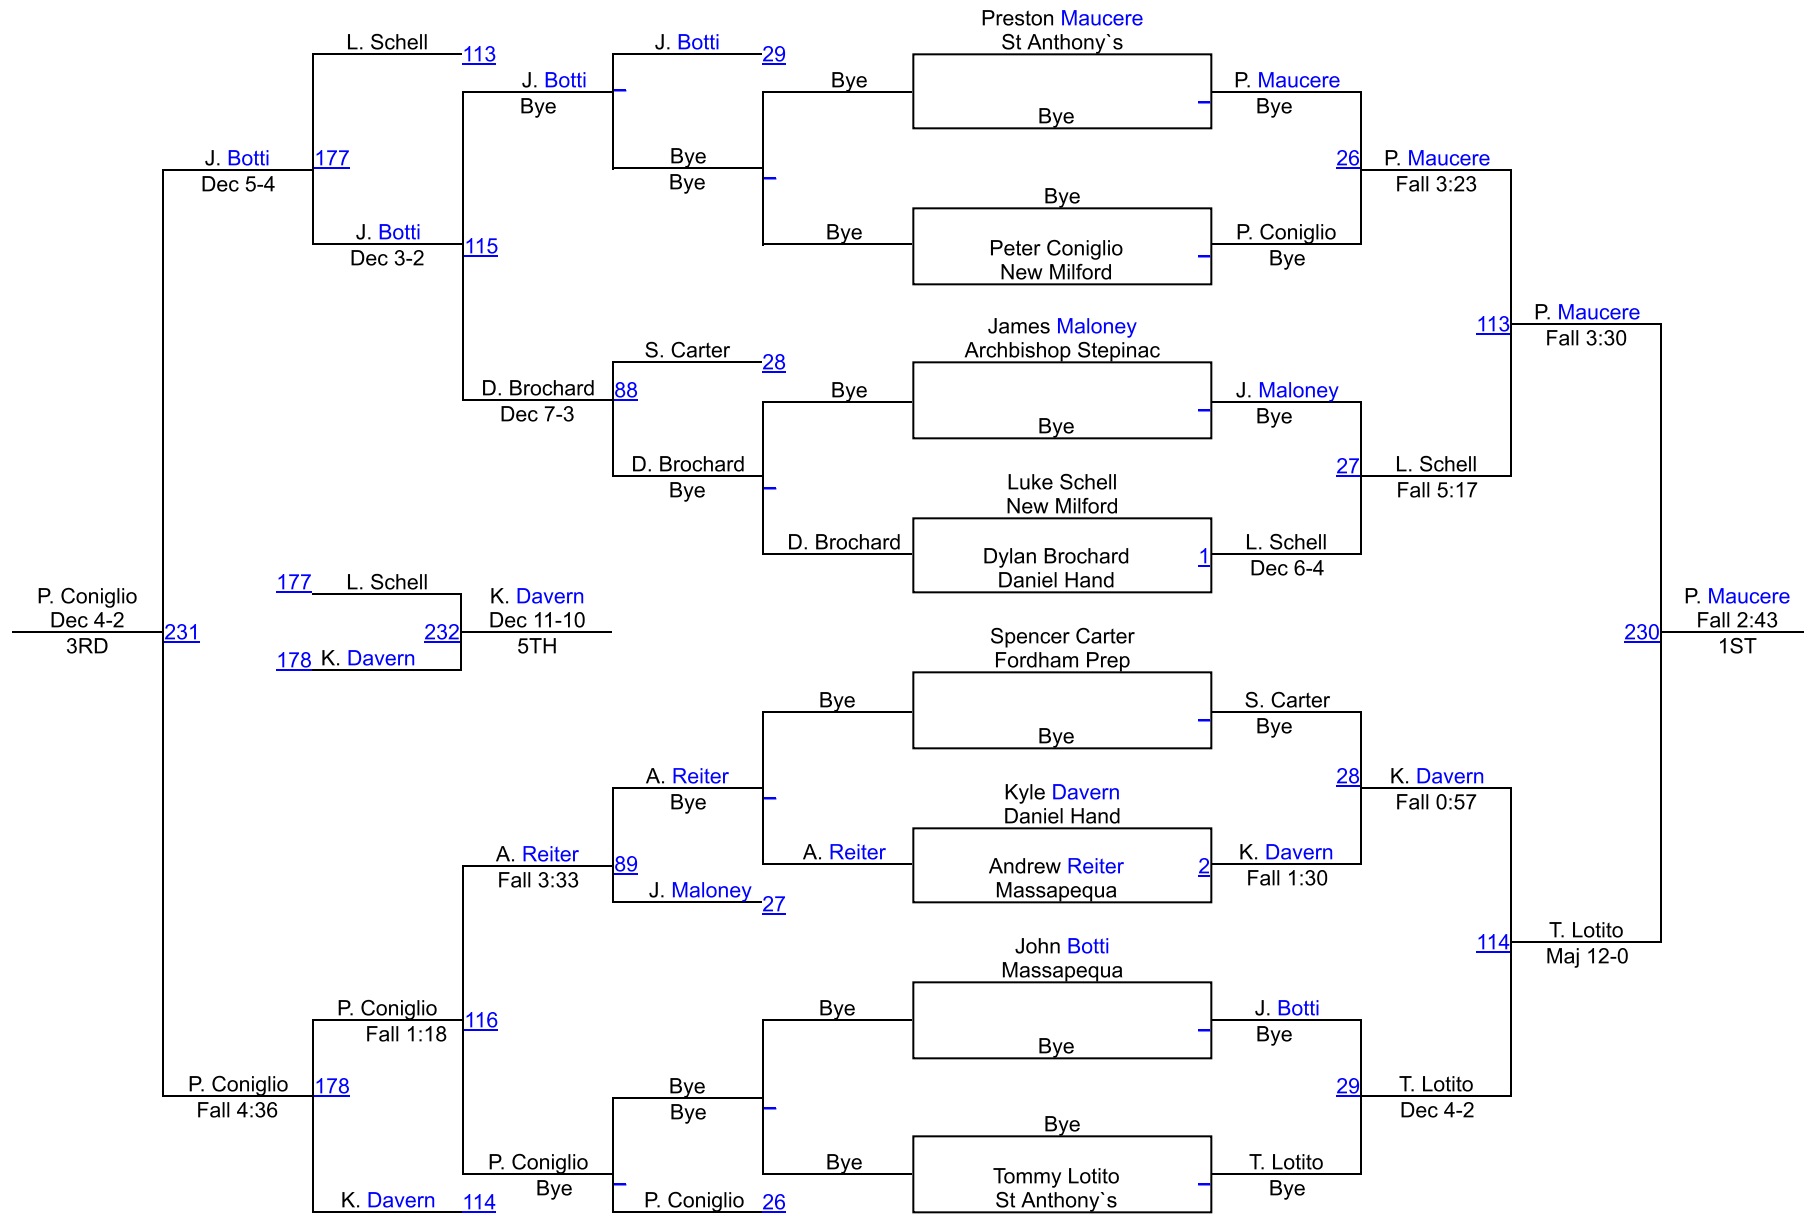 Preston Maucere
St Anthony`s
L. Schell
113
J. Botti
29
J. Botti
Bye
Bye
Bye
P. Maucere
Bye
J. Botti
Dec 5-4
177
Bye
Bye
26
P. Maucere
Fall 3:23
Bye
J. Botti
Dec 3-2
115
Bye
Peter Coniglio
New Milford
P. Coniglio
Bye
James Maloney
Archbishop Stepinac
113
P. Maucere
Fall 3:30
S. Carter
28
D. Brochard
Dec 7-3
88
Bye
Bye
J. Maloney
Bye
D. Brochard
Bye
27
L. Schell
Fall 5:17
Luke Schell
New Milford
D. Brochard
Dylan Brochard
Daniel Hand
1
L. Schell
Dec 6-4
P. Coniglio
Dec 4-2
3RD
231
177
L. Schell
178
K. Davern
232
K. Davern
Dec 11-10
5TH
230
P. Maucere
Fall 2:43
1ST
Spencer Carter
Fordham Prep
Bye
Bye
S. Carter
Bye
A. Reiter
Bye
28
K. Davern
Fall 0:57
Kyle Davern
Daniel Hand
A. Reiter
Fall 3:33
89
A. Reiter
Andrew Reiter
Massapequa
2
K. Davern
Fall 1:30
J. Maloney
27
John Botti
Massapequa
114
T. Lotito
Maj 12-0
P. Coniglio
Fall 1:18
116
Bye
Bye
J. Botti
Bye
P. Coniglio
Fall 4:36
178
Bye
Bye
29
T. Lotito
Dec 4-2
Bye
P. Coniglio
Bye
Bye
Tommy Lotito
St Anthony`s
T. Lotito
Bye
K. Davern
114
P. Coniglio
26